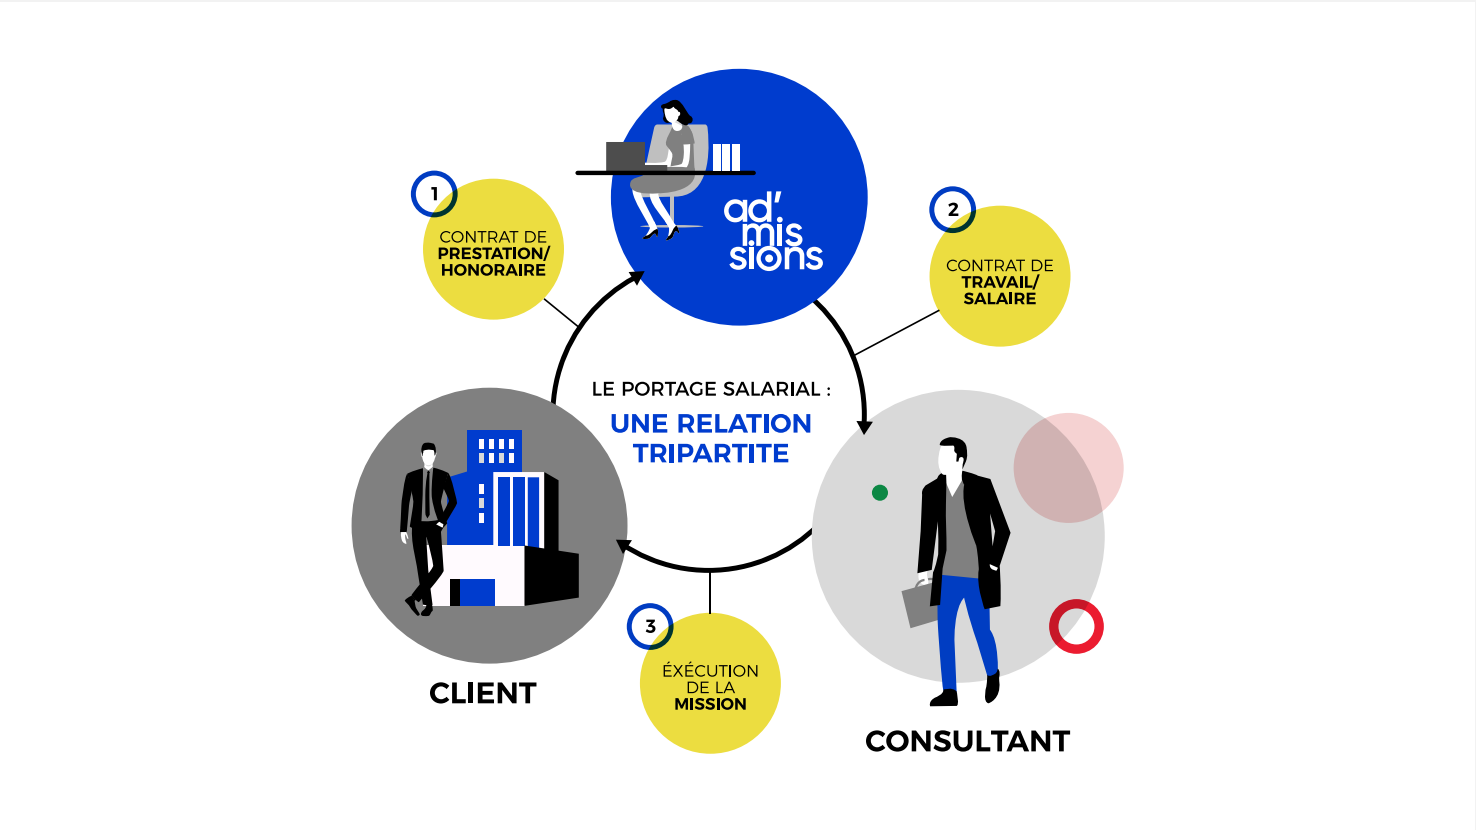 ad'
mis
sions
1
CONTRAT DE
PRESTATION/
HONORAIRE
2
CONTRAT DE
TRAVAIL/
SALAIRE
LE PORTAGE SALARIAL :
UNE RELATION
TRIPARTITE
CLIENT
3
ÉXÉCUTION
DE LA
MISSION
CONSULTANT